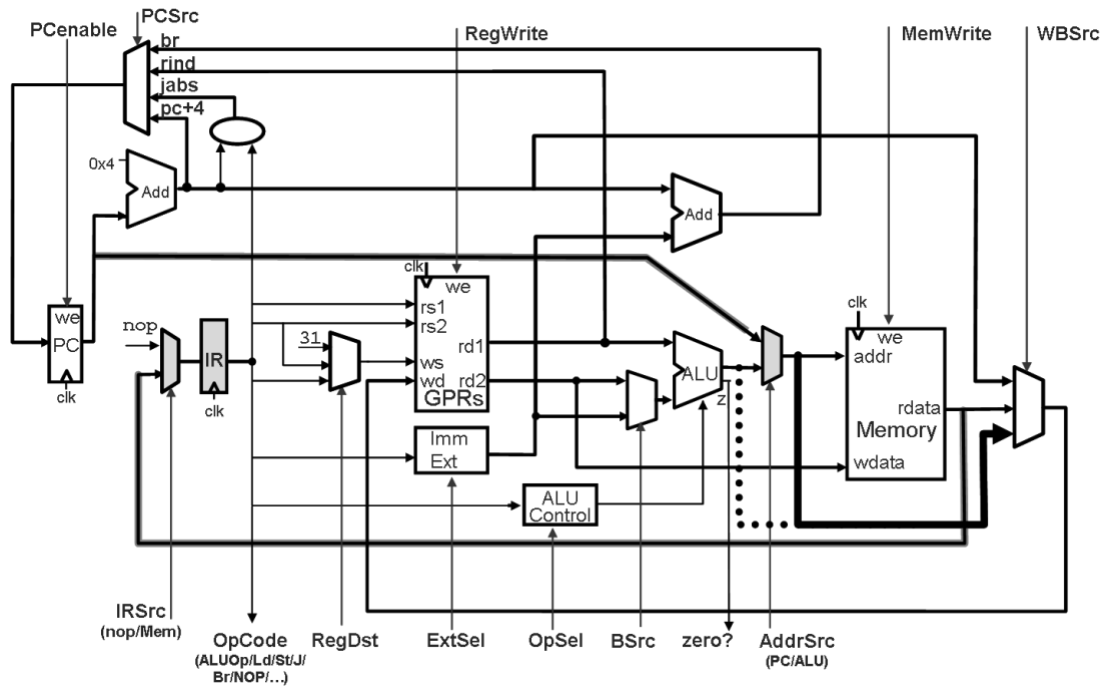 PCSrc
PCenable
RegWrite
MemWrite
WBSrc
br
rind
jabs
pc+4
0x4
Add
Add
clk
we
rs1
rs2
rd1
ws
wd
rd2
GPRs
we
PC
clk
nop
IR
clk
31
ALU
z
clk
we
addr
rdata
Memory
wdata
Imm
Ext
ALU
Control
IRSrc
(nop/Mem)
OpCode
(ALUOp/Ld/St/J/
Br/NOP/...)
RegDst
ExtSel
OpSel
BSrc
zero?
AddrSrc
(PC/ALU)